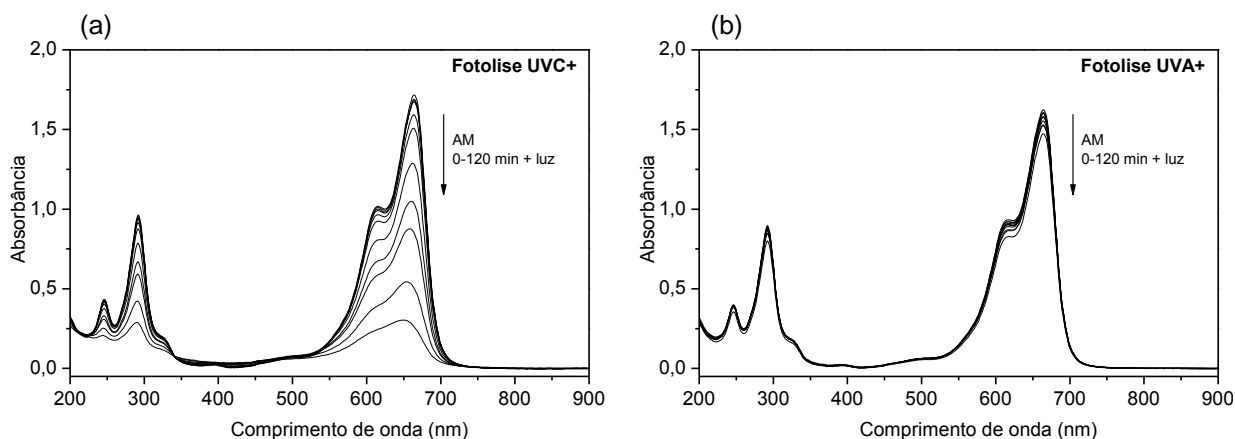 (a)
Fotolise UVC+
AM
0-120 min + luz
Absorbância
2,0
1,5
1,0
0,5
0,0
200 300 400 500 600 700 800 900
Comprimento de onda (nm)
(b)
Fotolise UVA+
AM
0-120 min + luz
Absorbância
2,0
1,5
1,0
0,5
0,0
200 300 400 500 600 700 800 900
Comprimento de onda (nm)